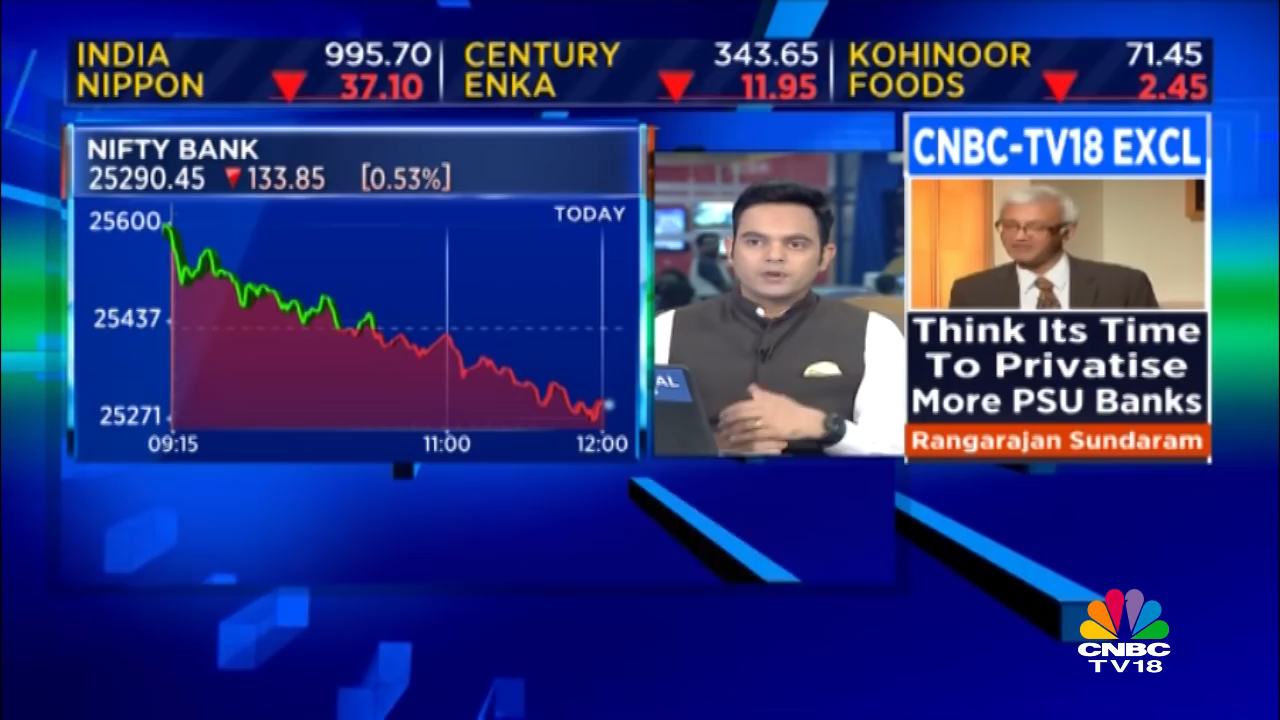 INDIA NIPPON 995.70 37.10
CENTURY ENKA 343.65 11.95
KOHINOOR FOODS 71.45 2.45
NIFTY BANK
25290.45 133.85 [0.53%]
TODAY
25600
25437
25271
09:15 11:00 12:00
CNBC-TV18 EXCL
Think Its Time
To Privatise
More PSU Banks
Rangarajan Sundaram
CNBC
TV18